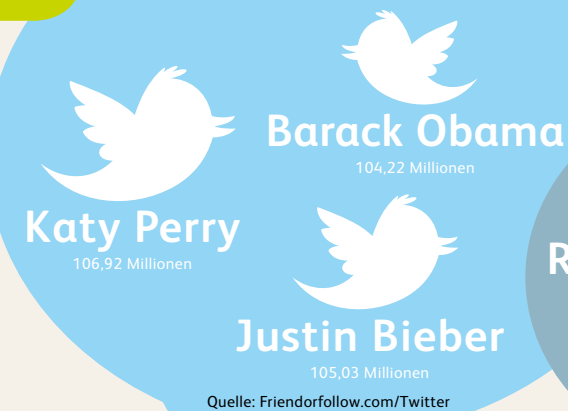 Barack Obama
104,22 Millionen
Katy Perry
106,92 Millionen
R
Justin Bieber
105,03 Millionen
Quelle: Friendorfollow.com/Twitter